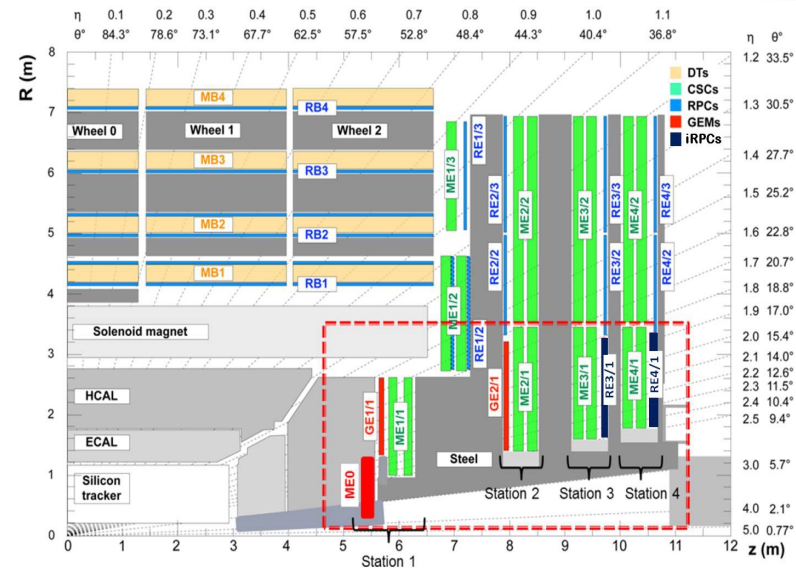 η 0.1 0.2 0.3 0.4 0.5 0.6 0.7 0.8 0.9 1.0 1.1
θ° 84.3° 78.6° 73.1° 67.7° 62.5° 57.5° 52.8° 48.4° 44.3° 40.4° 36.8° η θ°
R (m)
8
7
6
5
4
3
2
1
0
1.2 33.5°
1.3 30.5°
1.4 27.7°
1.5 25.2°
1.6 22.8°
1.7 20.7°
1.8 18.8°
1.9 17.0°
2.0 15.4°
2.1 14.0°
2.2 12.6°
2.3 11.5°
2.4 10.4°
2.5 9.4°
3.0 5.7°
4.0 2.1°
5.0 0.77°
DTs
CSCs
RPCs
GEMs
iRPCs
MB4
RB4
Wheel 0 Wheel 1 Wheel 2
MB3
RB3
MB2
RB2
MB1
RB1
Solenoid magnet
HCAL
ECAL
Silicon
tracker
Steel
ME1/3
RE1/3
RE2/3
ME2/2
ME3/2
RE3/3
ME4/2
RE4/3
ME1/2
RE2/2
RE3/2
RE4/2
RE1/2
GE1/1
ME1/1
GE2/1
ME2/1
ME3/1
RE3/1
ME4/1
RE4/1
ME0
Station 2 Station 3 Station 4
0 1 2 3 4 5 6 7 8 9 10 11 12
z (m)
Station 1